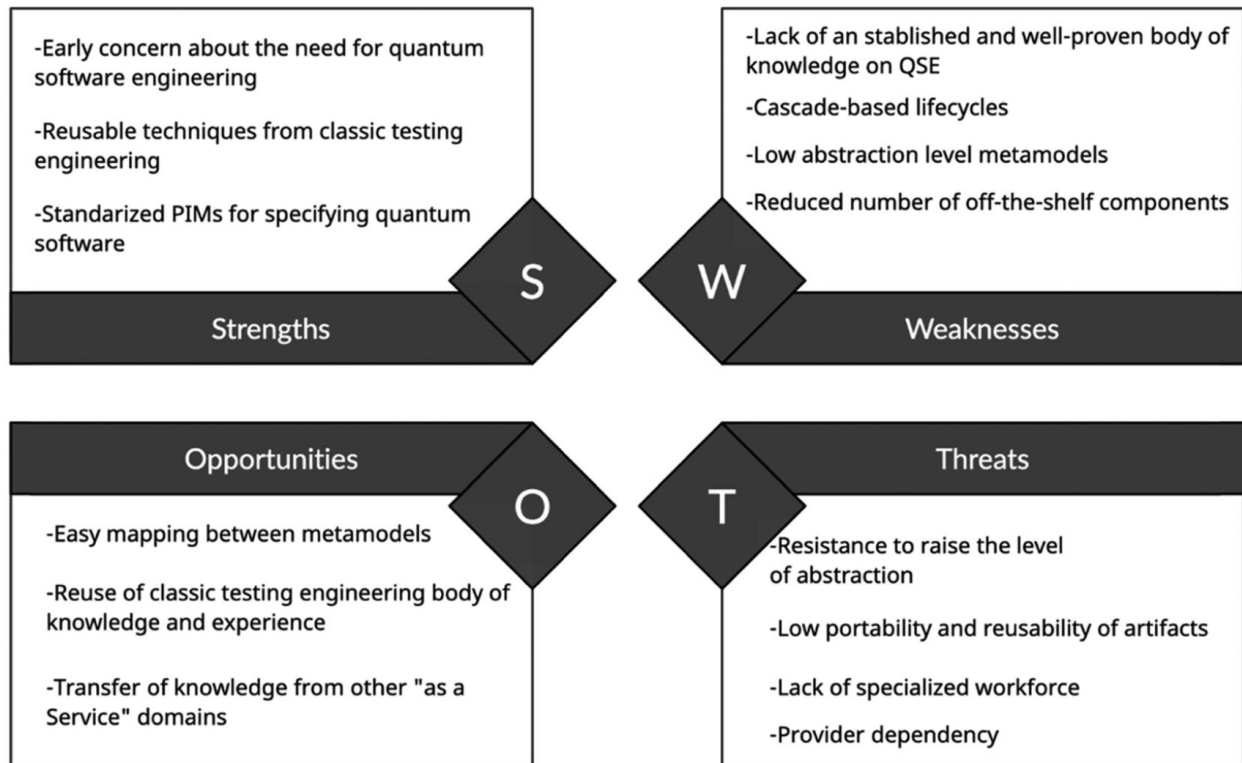 -Early concern about the need for quantum
software engineering
-Reusable techniques from classic testing
engineering
-Standarized PIMs for specifying quantum
software
S
Strengths
-Lack of an stablished and well-proven body of
knowledge on QSE
-Cascade-based lifecycles
-Low abstraction level metamodels
-Reduced number of off-the-shelf components
W
Weaknesses
Opportunities
O
-Easy mapping between metamodels
-Reuse of classic testing engineering body of
knowledge and experience
-Transfer of knowledge from other "as a
Service" domains
Threats
T
-Resistance to raise the level
of abstraction
-Low portability and reusability of artifacts
-Lack of specialized workforce
-Provider dependency